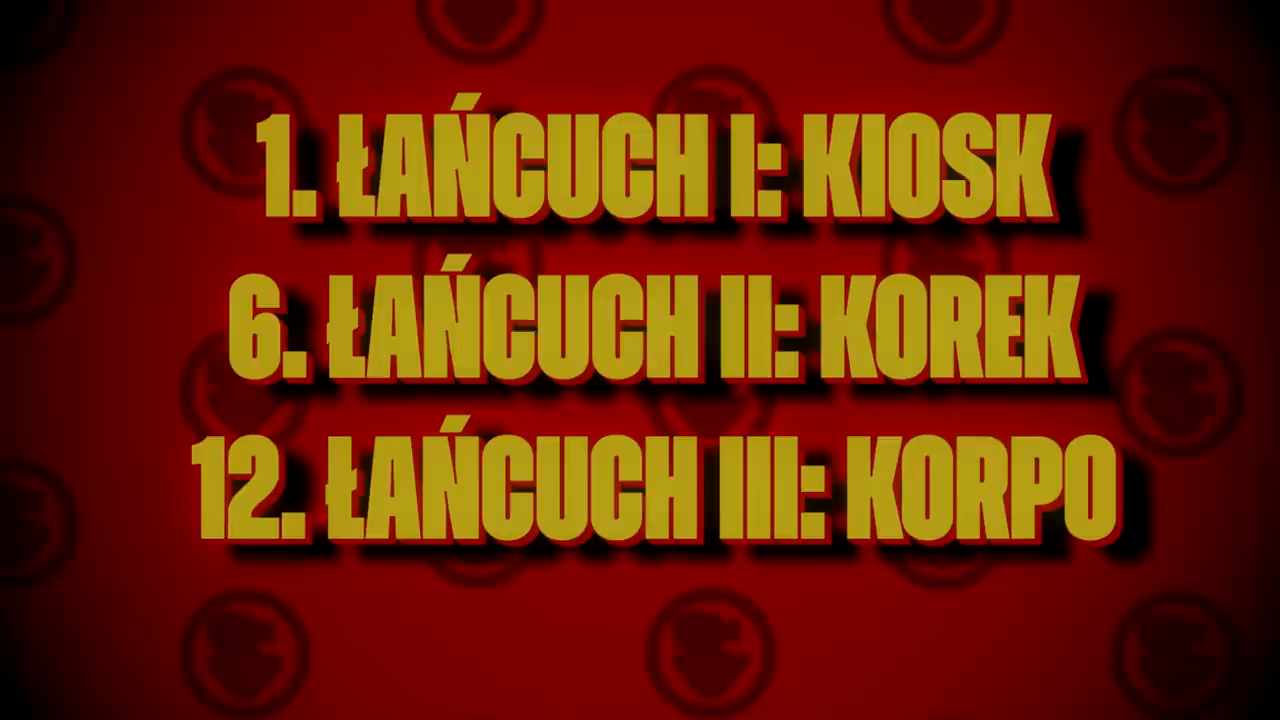 1. ŁAŃCUCH I: KIOSK
6. ŁAŃCUCH II: KOREK
12. ŁAŃCUCH III: KORPO